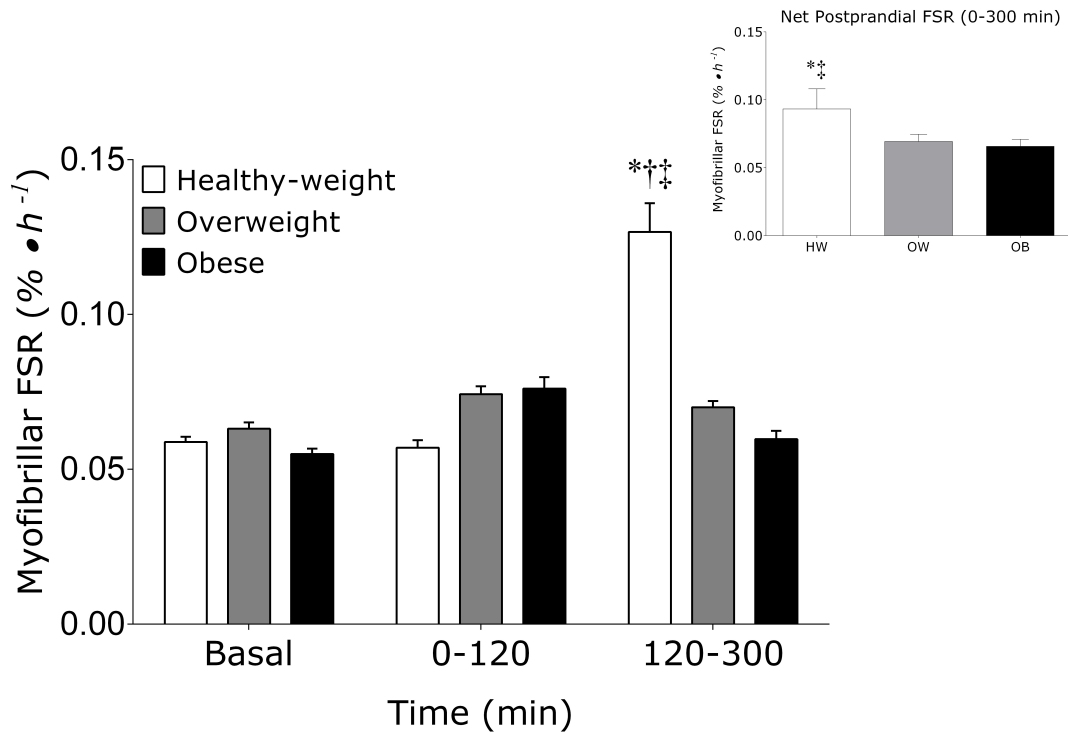 Net Postprandial FSR (0-300 min)
Myofibrillar FSR (% • h⁻¹)
0.15
0.10
0.05
0.00
*†‡
HW
OW
OB
Myofibrillar FSR (% • h⁻¹)
0.15
0.10
0.05
0.00
Healthy-weight
Overweight
Obese
*†‡
Basal
0-120
120-300
Time (min)